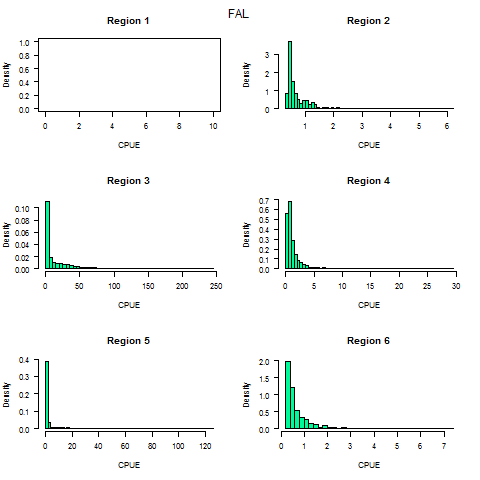 FAL
Region 1
Density
0.0 0.2 0.4 0.6 0.8 1.0
0 2 4 6 8 10
CPUE
Region 2
Density
0 1 2 3
1 2 3 4 5 6
CPUE
Region 3
Density
0.00 0.02 0.04 0.06 0.08 0.10
0 50 100 150 200 250
CPUE
Region 4
Density
0.0 0.1 0.2 0.3 0.4 0.5 0.6 0.7
0 5 10 15 20 25 30
CPUE
Region 5
Density
0.0 0.1 0.2 0.3 0.4
0 20 40 60 80 100 120
CPUE
Region 6
Density
0.0 0.5 1.0 1.5 2.0
0 1 2 3 4 5 6 7
CPUE